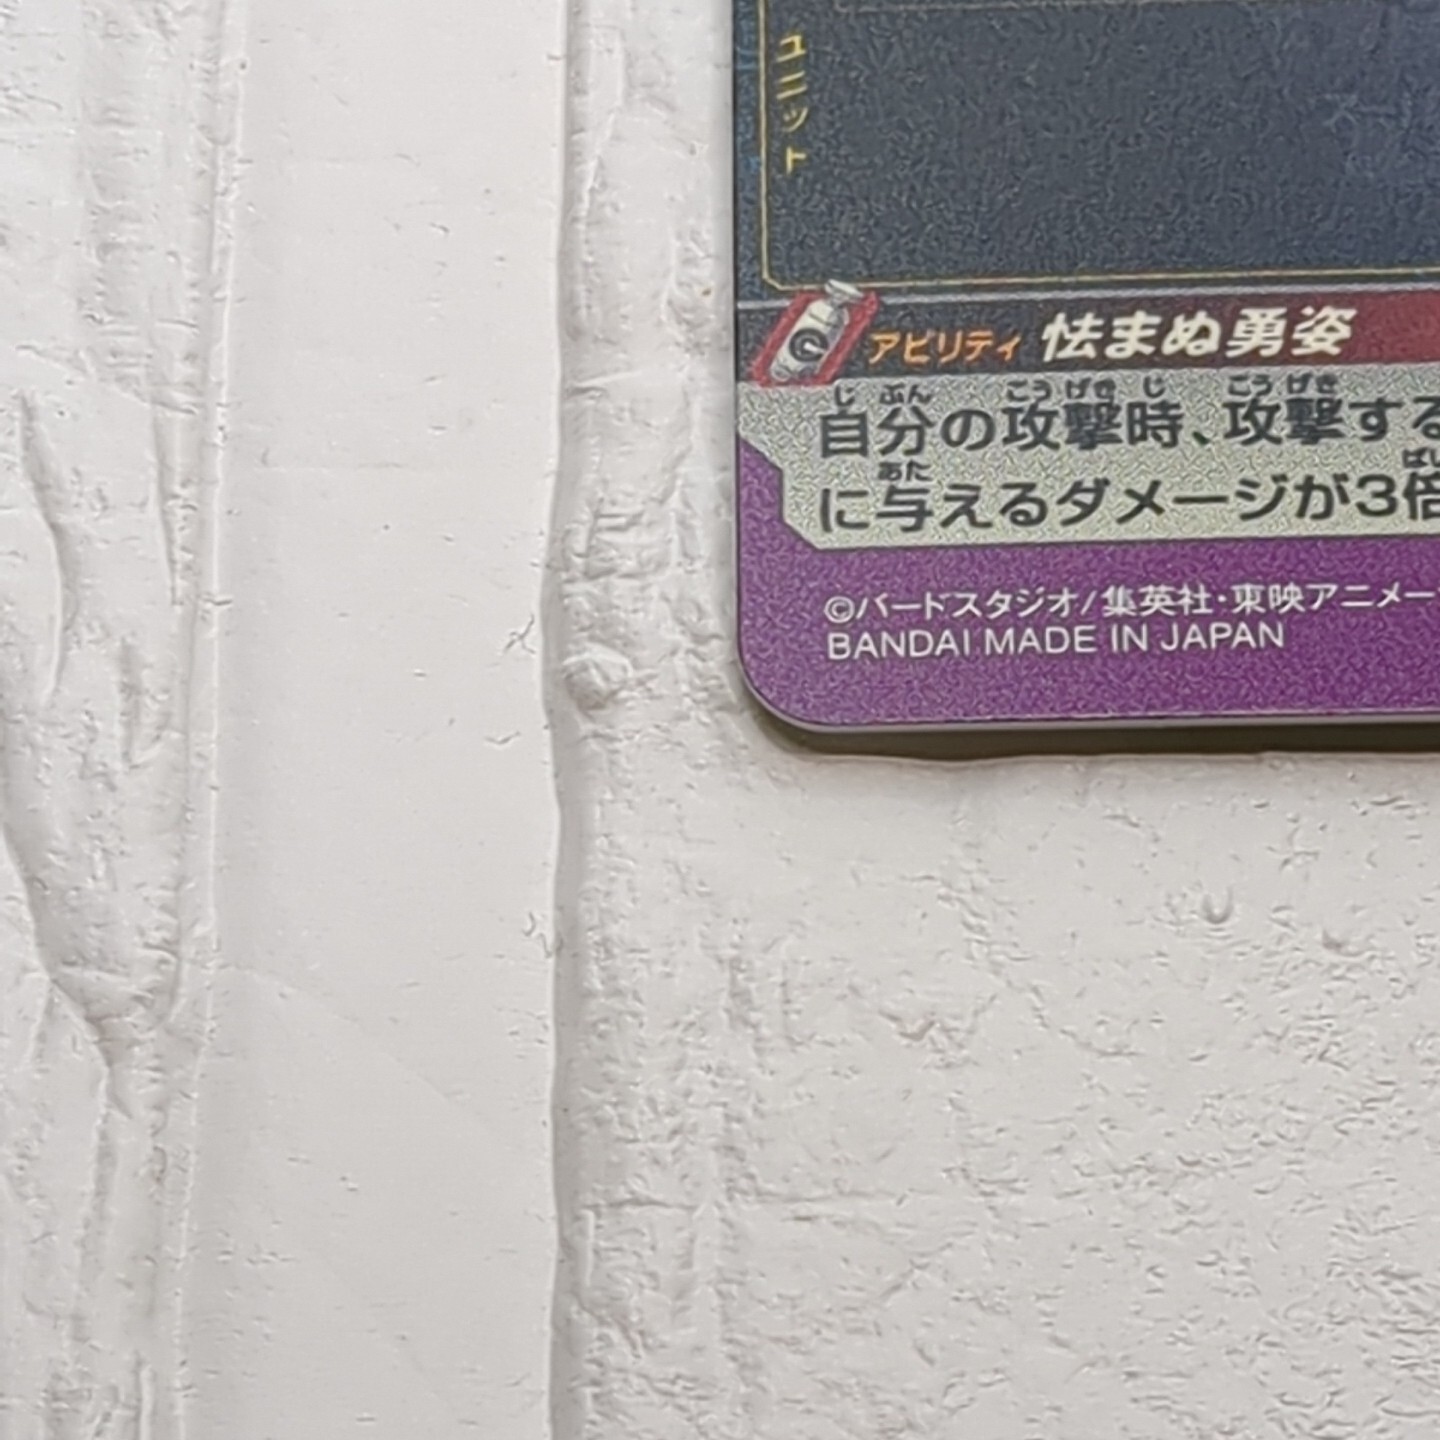 ユニット
C アビリティ 怯まぬ勇姿
じ ぶん こう げき じ こう げき
自分の攻撃時、攻撃する
あた ばい
に与えるダメージが3倍
©バードスタジオ/集英社・東映アニメー
BANDAI MADE IN JAPAN